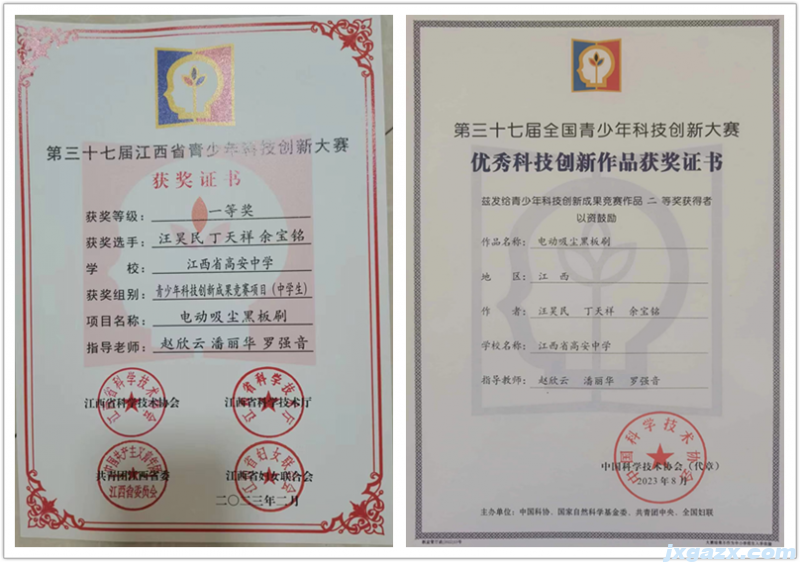 第三十七届江西省青少年科技创新大赛
获奖证书
获奖等级：一等奖
获奖选手：汪昊民 丁天祥 余宝铭
学校：江西省高安中学
获奖组别：青少年科技创新成果竞赛项目（中学生）
项目名称：电动吸尘黑板刷
指导老师：赵欣云 潘丽华 罗强音
江西省科学技术协会 江西省科学技术厅
共青团江西省委 江西省妇女联合会
二〇二三年二月
第三十七届全国青少年科技创新大赛
优秀科技创新作品获奖证书
兹发给青少年科技创新成果竞赛作品 二 等奖获得者
以资鼓励
作品名称：电动吸尘黑板刷
地区：江 西
作者：汪昊民 丁天祥 余宝铭
学校名称：江西省高安中学
指导教师：赵欣云 潘丽华 罗强音
中国科学技术协会（代章）
2023年8月
主办单位：中国科协、国家自然科学基金委、共青团中央、全国妇联
jxgazx.com